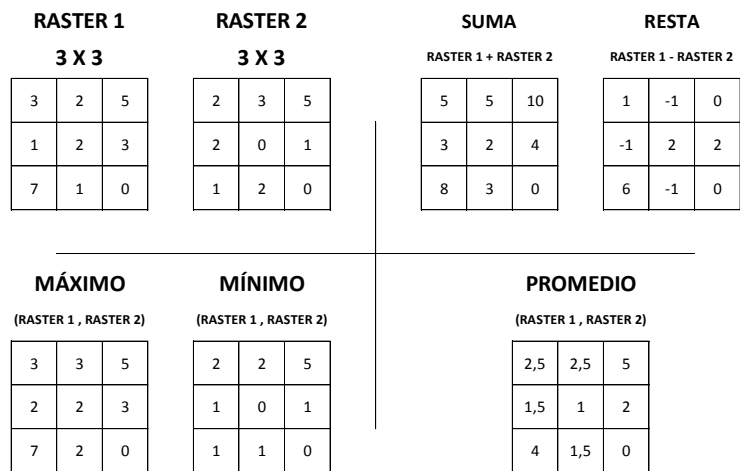 RASTER 1
3 X 3
3 2 5
1 2 3
7 1 0
RASTER 2
3 X 3
2 3 5
2 0 1
1 2 0
SUMA
RASTER 1 + RASTER 2
5 5 10
3 2 4
8 3 0
RESTA
RASTER 1 - RASTER 2
1 -1 0
-1 2 2
6 -1 0
MÁXIMO
(RASTER 1 , RASTER 2)
3 3 5
2 2 3
7 2 0
MÍNIMO
(RASTER 1 , RASTER 2)
2 2 5
1 0 1
1 1 0
PROMEDIO
(RASTER 1 , RASTER 2)
2,5 2,5 5
1,5 1 2
4 1,5 0